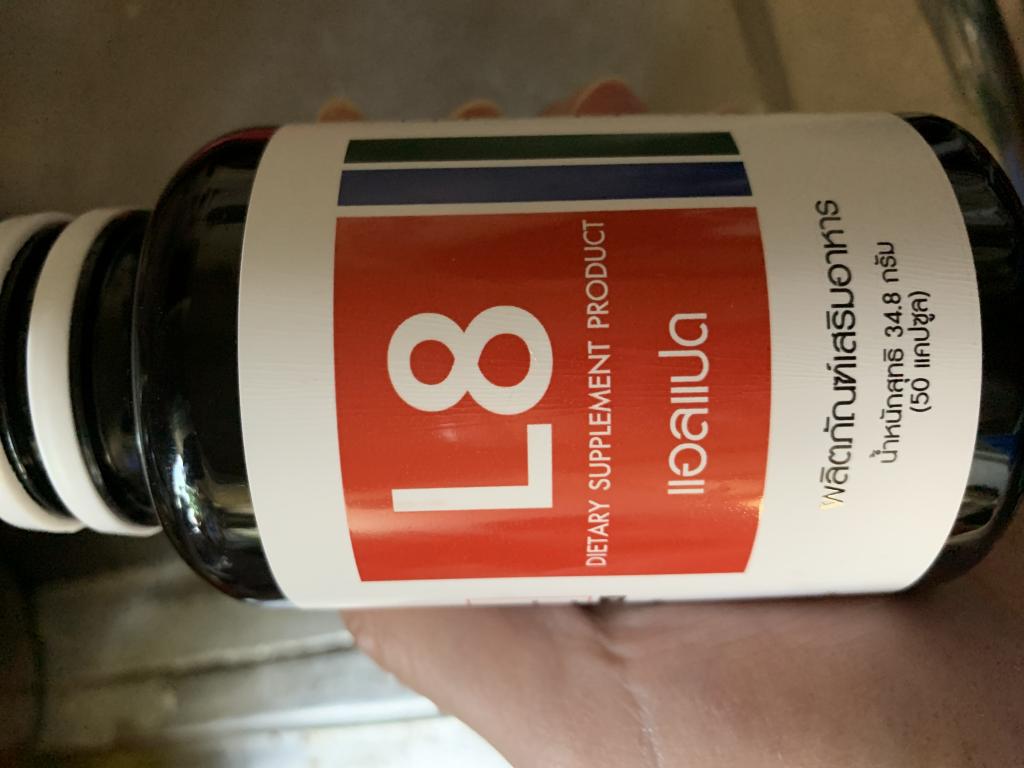 L8
DIETARY SUPPLEMENT PRODUCT
แอลแปด
ผลิตภัณฑ์เสริมอาหาร
น้ำหนักสุทธิ 34.8 กรัม
(50 แคปซูล)